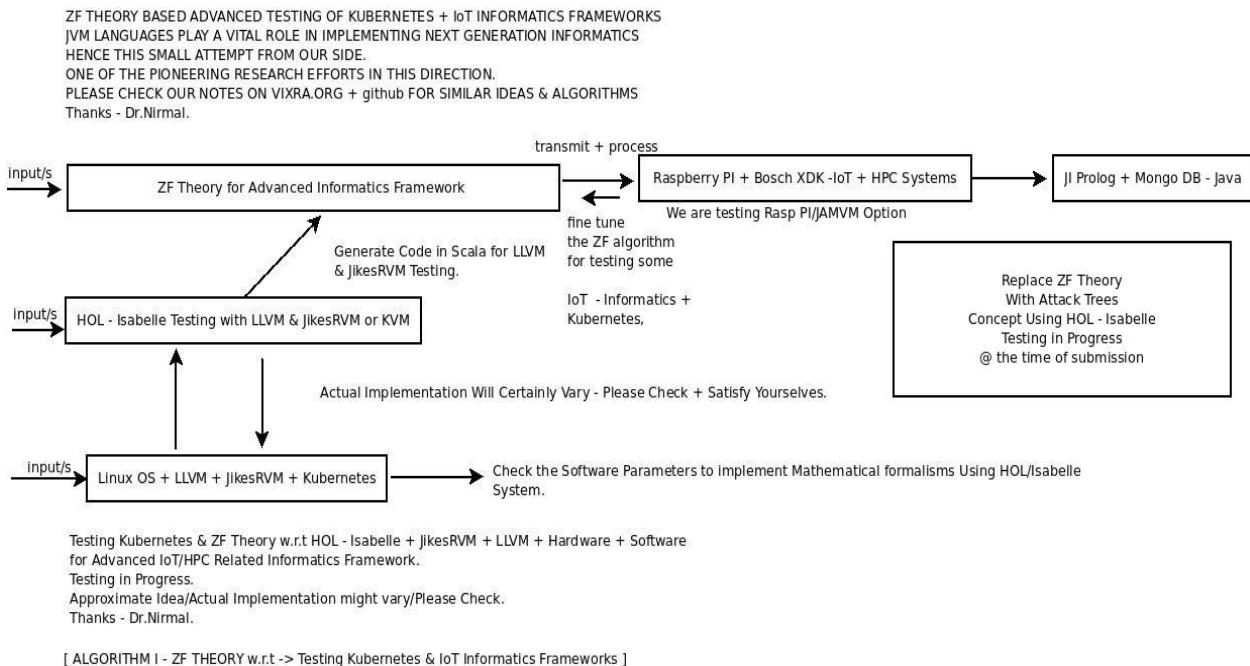 ZF THEORY BASED ADVANCED TESTING OF KUBERNETES + IoT INFORMATICS FRAMEWORKS
JVM LANGUAGES PLAY A VITAL ROLE IN IMPLEMENTING NEXT GENERATION INFORMATICS
HENCE THIS SMALL ATTEMPT FROM OUR SIDE.
ONE OF THE PIONEERING RESEARCH EFFORTS IN THIS DIRECTION.
PLEASE CHECK OUR NOTES ON VIXRA.ORG + github FOR SIMILAR IDEAS & ALGORITHMS
Thanks - Dr.Nirmal.
input/s
ZF Theory for Advanced Informatics Framework
transmit + process
Raspberry PI + Bosch XDK -IoT + HPC Systems
JI Prolog + Mongo DB - Java
We are testing Rasp PI/JAMVM Option
fine tune
the ZF algorithm
for testing some
IoT - Informatics +
Kubernetes,
Generate Code in Scala for LLVM
& JikesRVM Testing.
Replace ZF Theory
With Attack Trees
Concept Using HOL - Isabelle
Testing in Progress
@ the time of submission
input/s
HOL - Isabelle Testing with LLVM & JikesRVM or KVM
Actual Implementation Will Certainly Vary - Please Check + Satisfy Yourselves.
input/s
Linux OS + LLVM + JikesRVM + Kubernetes
Check the Software Parameters to implement Mathematical formalisms Using HOL/Isabelle
System.
Testing Kubernetes & ZF Theory w.r.t HOL - Isabelle + JikesRVM + LLVM + Hardware + Software
for Advanced IoT/HPC Related Informatics Framework.
Testing in Progress.
Approximate Idea/Actual Implementation might vary/Please Check.
Thanks - Dr.Nirmal.
[ ALGORITHM I - ZF THEORY w.r.t -> Testing Kubernetes & IoT Informatics Frameworks ]